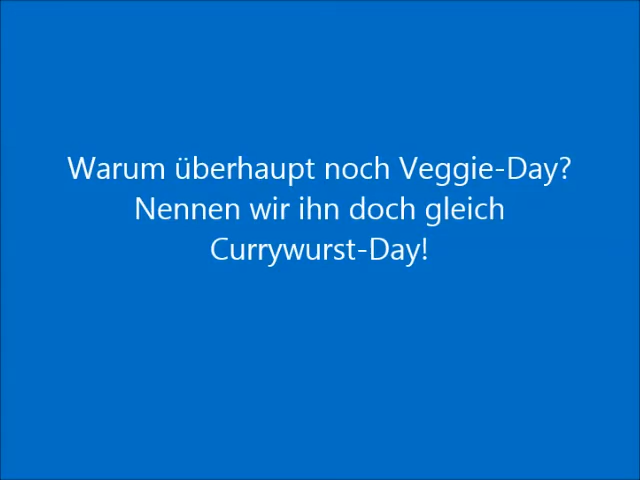 Warum überhaupt noch Veggie-Day?
Nennen wir ihn doch gleich
Currywurst-Day!